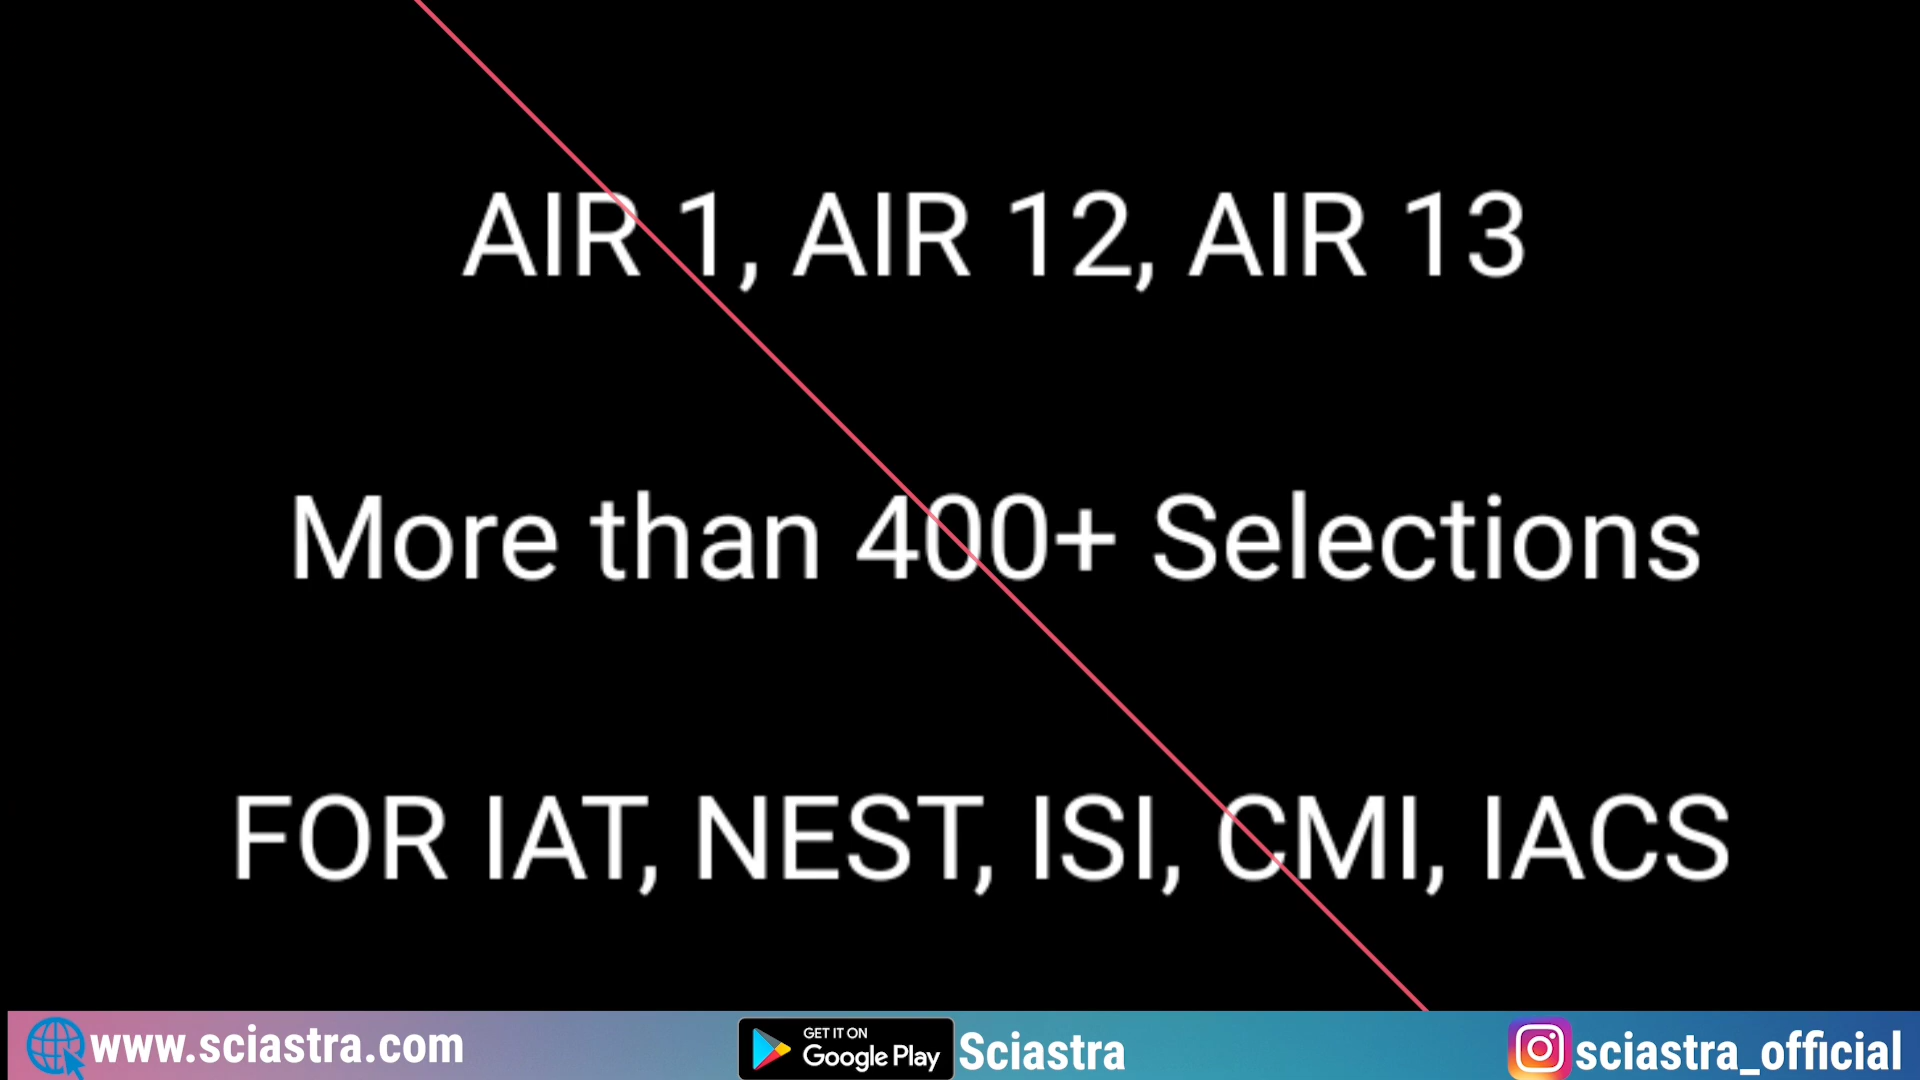 AIR 1, AIR 12, AIR 13
More than 400+ Selections
FOR IAT, NEST, ISI, CMI, IACS
www.sciastra.com
GET IT ON
Google Play
Sciastra
sciastra_official